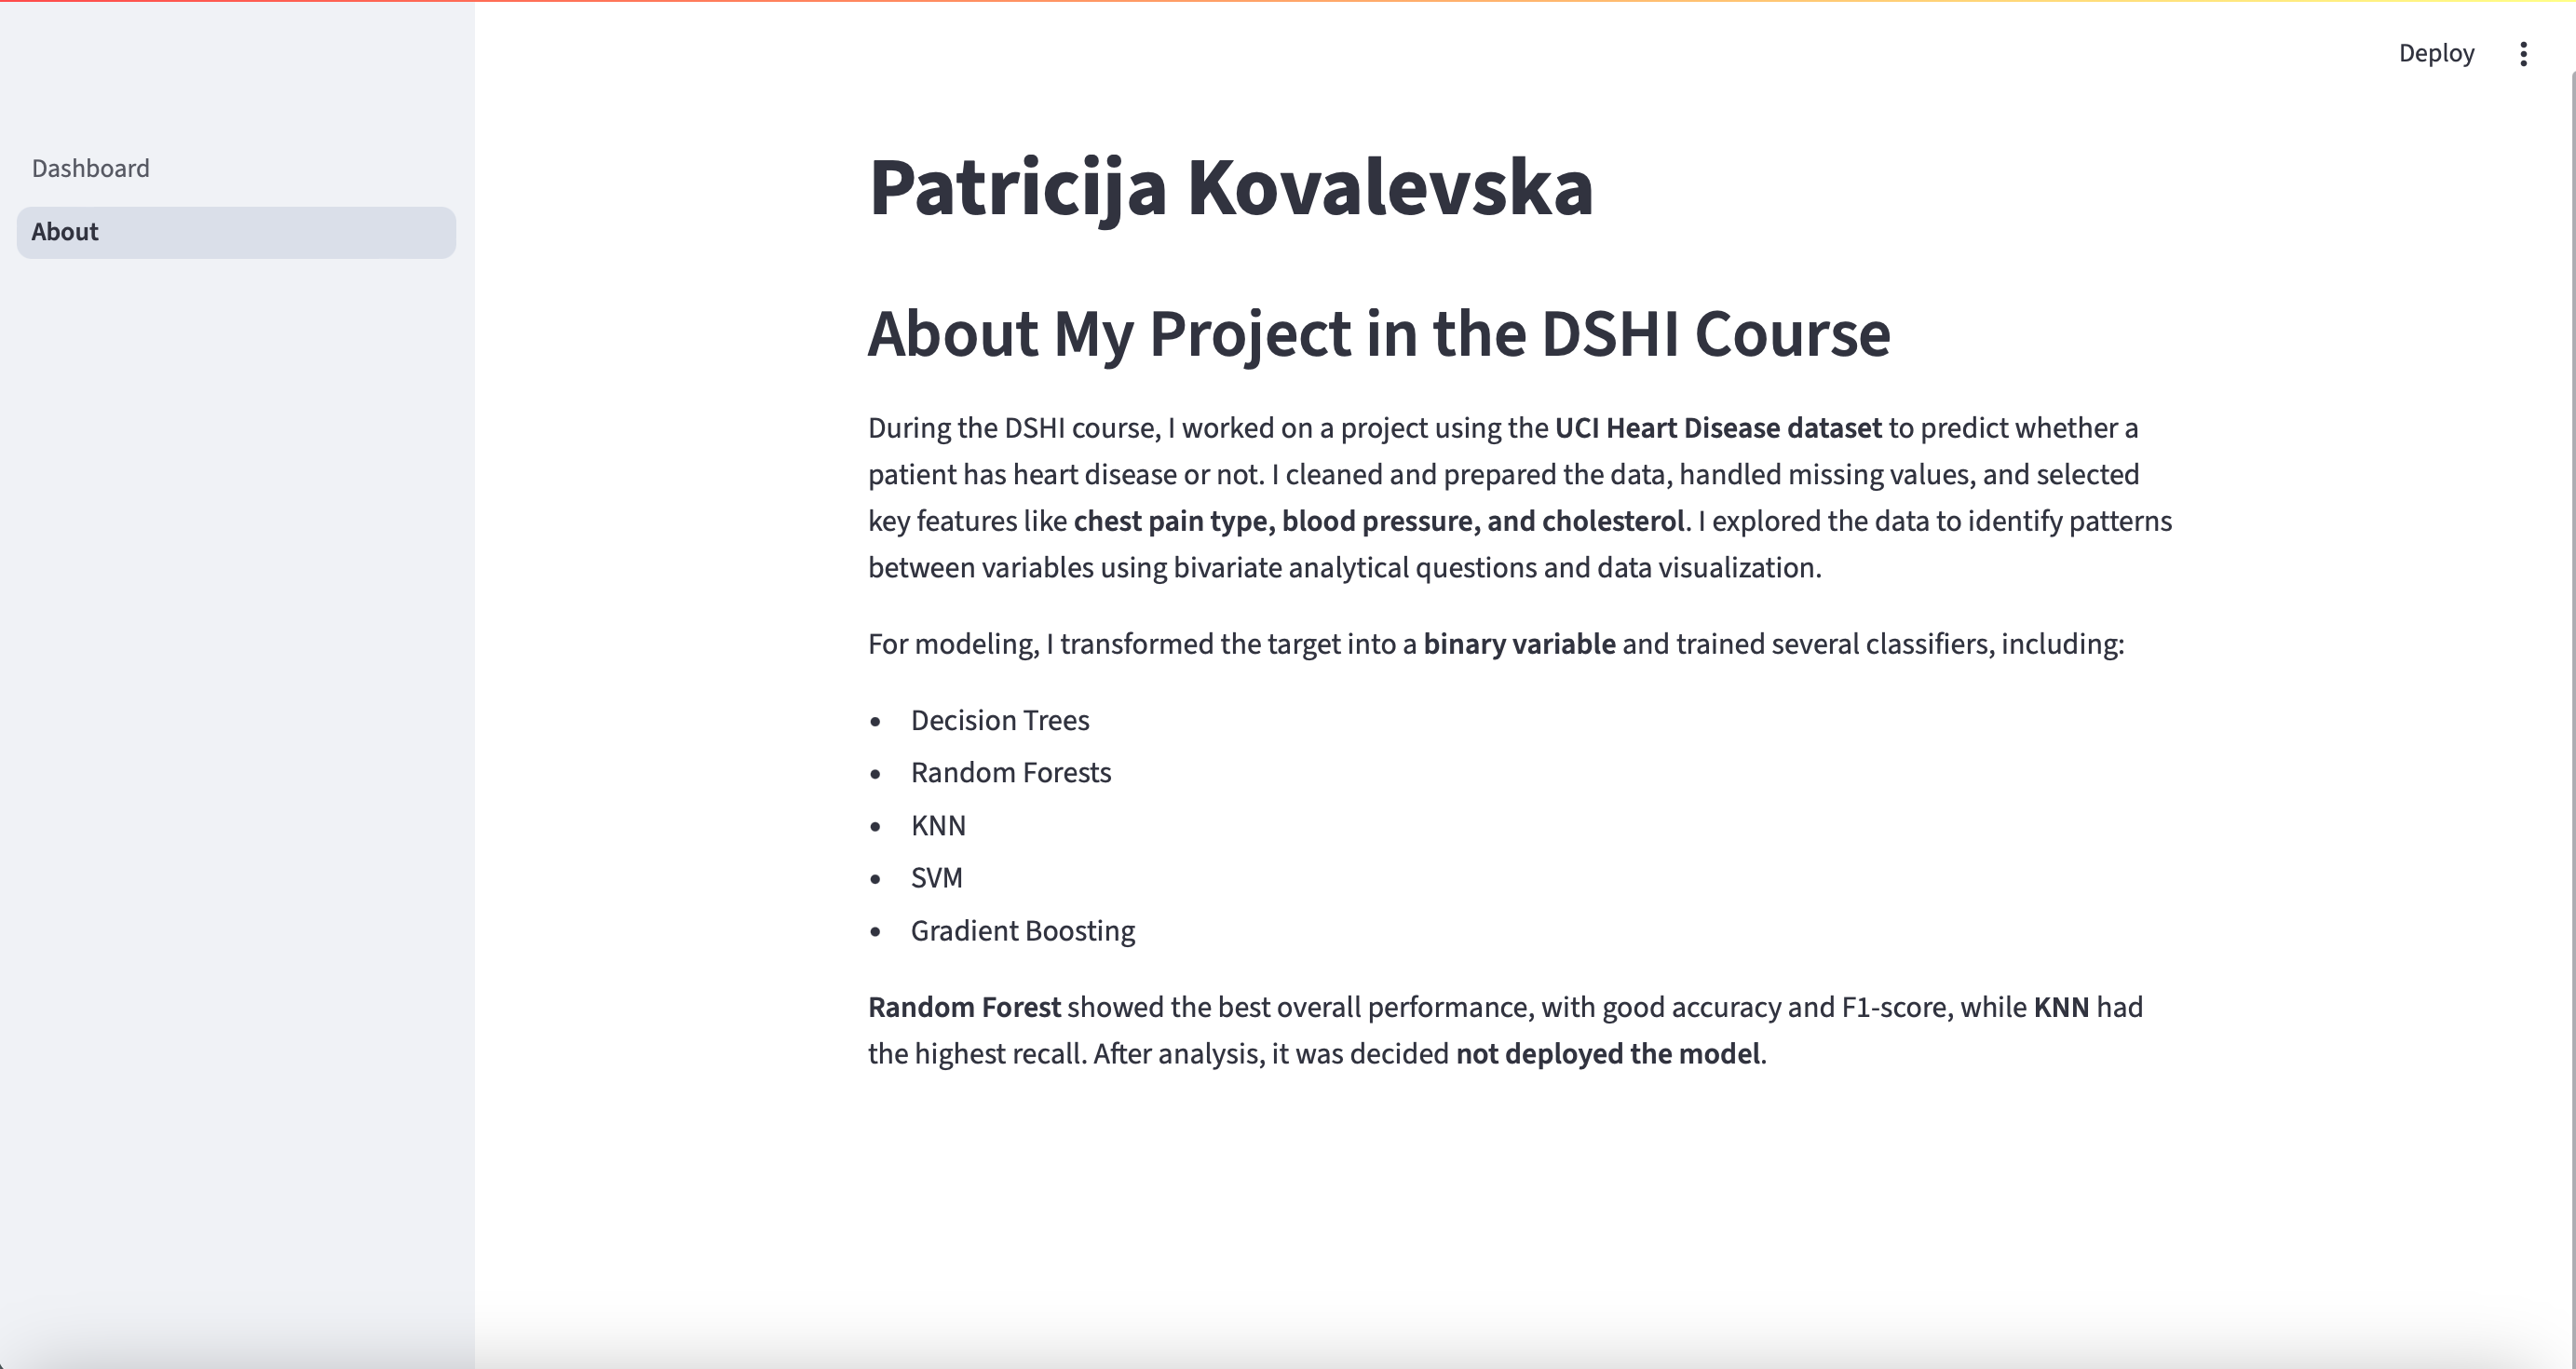 Deploy
Dashboard
About
Patricija Kovalevska
About My Project in the DSHI Course
During the DSHI course, I worked on a project using the UCI Heart Disease dataset to predict whether a
patient has heart disease or not. I cleaned and prepared the data, handled missing values, and selected
key features like chest pain type, blood pressure, and cholesterol. I explored the data to identify patterns
between variables using bivariate analytical questions and data visualization.
For modeling, I transformed the target into a binary variable and trained several classifiers, including:
• Decision Trees
• Random Forests
• KNN
• SVM
• Gradient Boosting
Random Forest showed the best overall performance, with good accuracy and F1-score, while KNN had
the highest recall. After analysis, it was decided not deployed the model.